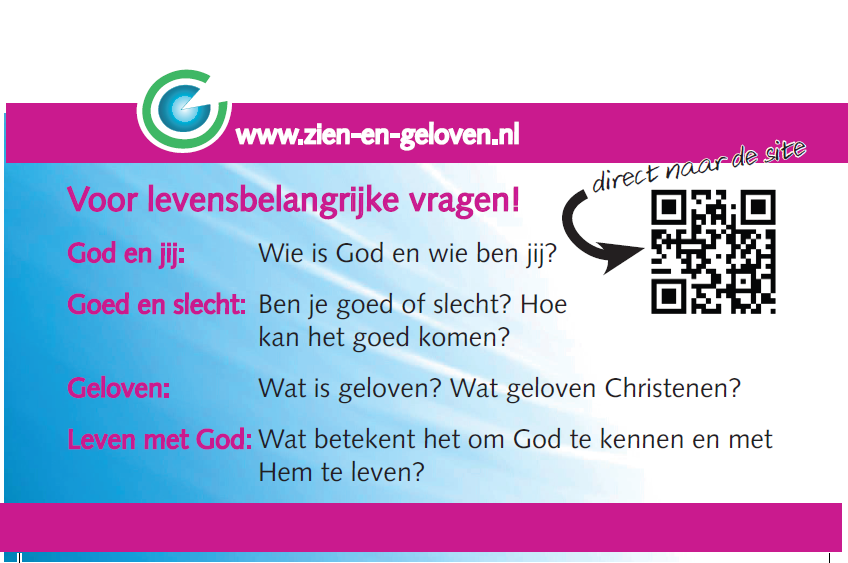 www.zien-en-geloven.nl
direct naar de site
Voor levensbelangrijke vragen!
God en jij: Wie is God en wie ben jij?
Goed en slecht: Ben je goed of slecht? Hoe
kan het goed komen?
Geloven: Wat is geloven? Wat geloven Christenen?
Leven met God: Wat betekent het om God te kennen en met
Hem te leven?